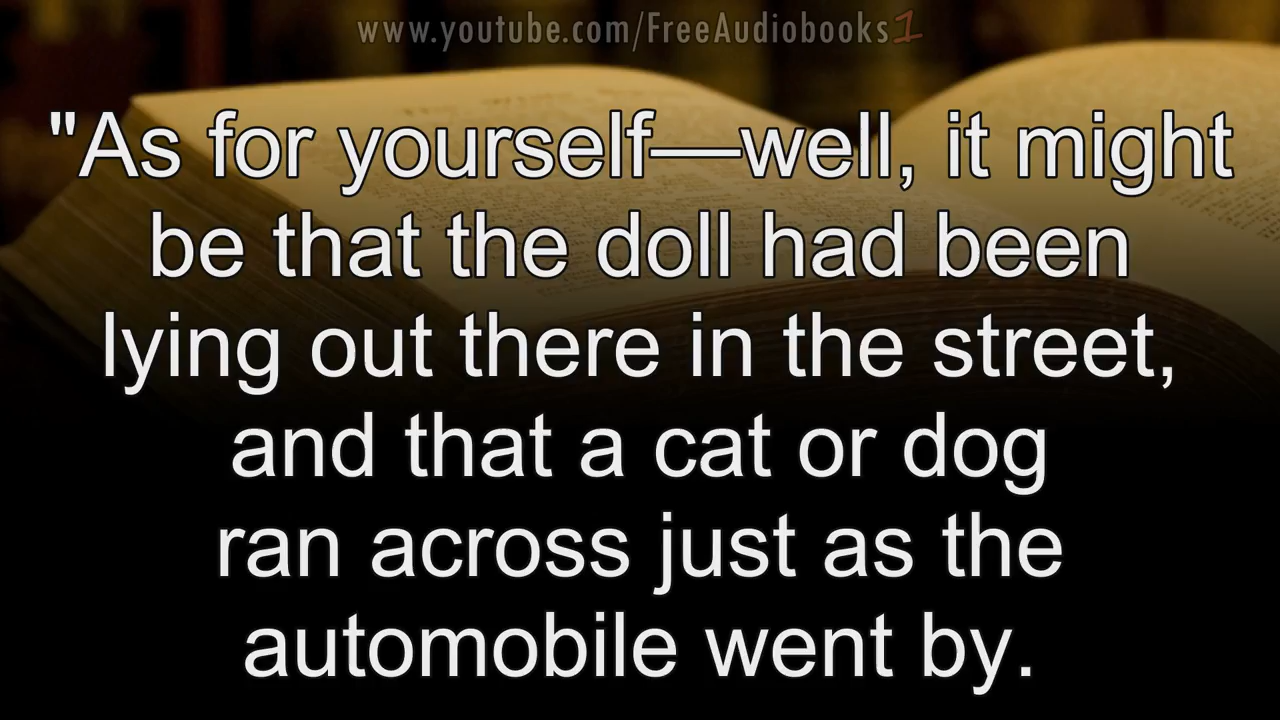 www.youtube.com/FreeAudiobooks1
"As for yourself—well, it might
be that the doll had been
lying out there in the street,
and that a cat or dog
ran across just as the
automobile went by.